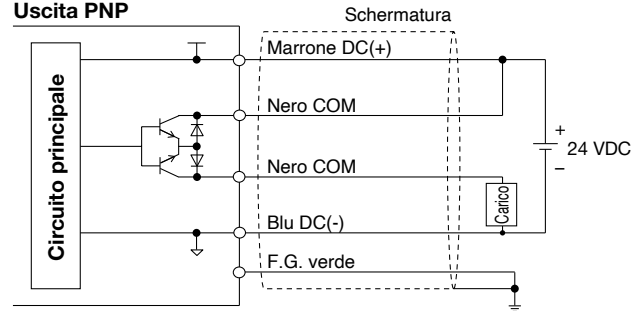 Uscita PNP
Schermatura
Circuito principale
Marrone DC(+)
Nero COM
Nero COM
Blu DC(-)
F.G. verde
Carico
+
24 VDC
–